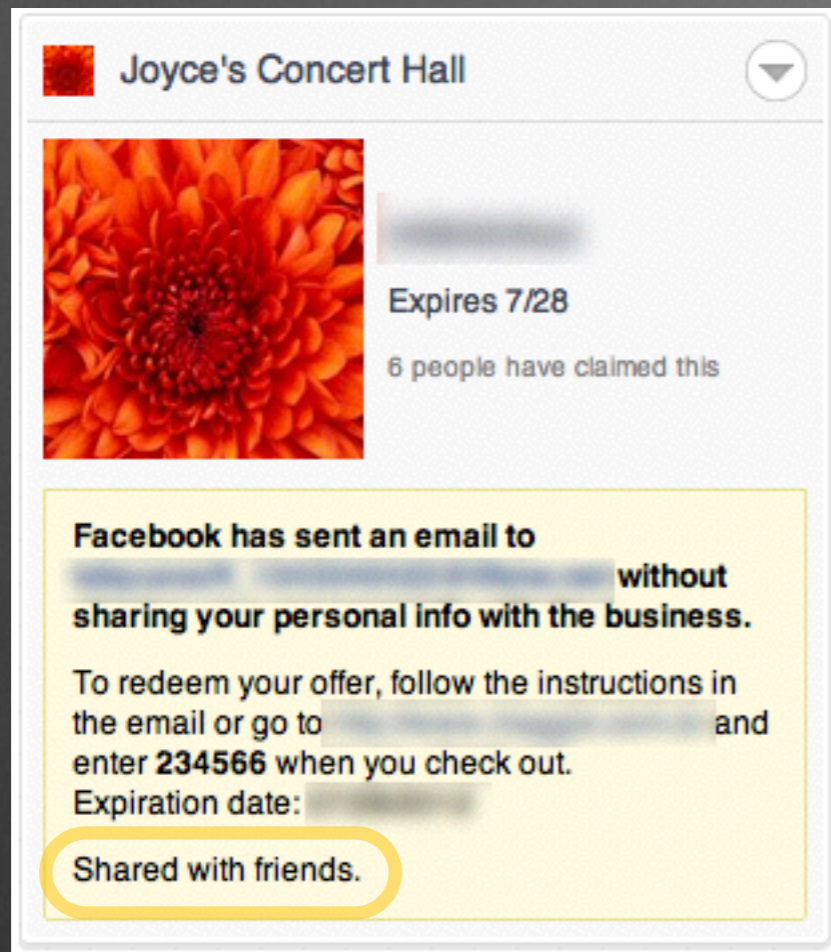 Joyce's Concert Hall
Expires 7/28
6 people have claimed this
Facebook has sent an email to
without
sharing your personal info with the business.
To redeem your offer, follow the instructions in
the email or go to and
enter 234566 when you check out.
Expiration date:
Shared with friends.